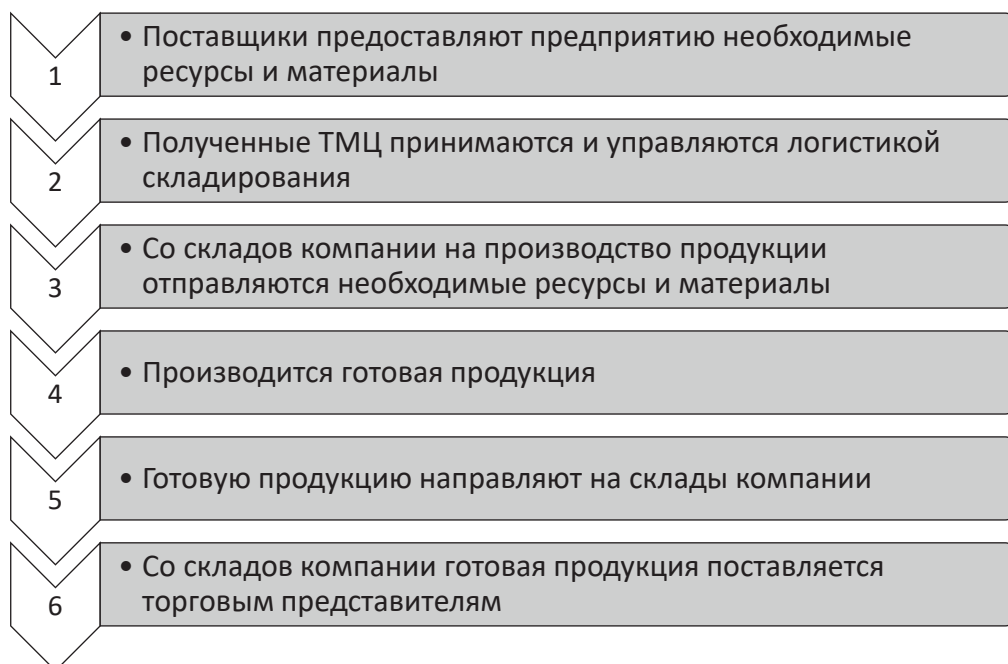 1
• Поставщики предоставляют предприятию необходимые
ресурсы и материалы
2
• Полученные ТМЦ принимаются и управляются логистикой
складирования
3
• Со складов компании на производство продукции
отправляются необходимые ресурсы и материалы
4
• Производится готовая продукция
5
• Готовую продукцию направляют на склады компании
6
• Со складов компании готовая продукция поставляется
торговым представителям